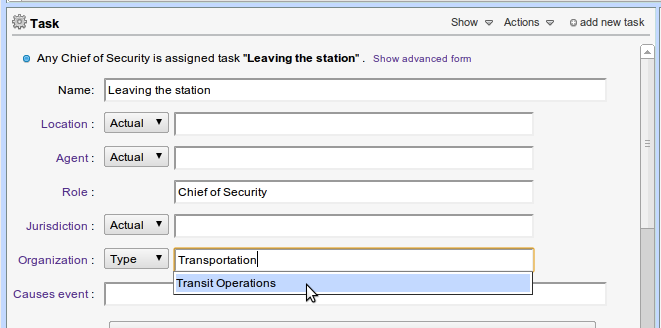 Task Show Actions add new task
Any Chief of Security is assigned task "Leaving the station" . Show advanced form
Name: Leaving the station
Location : Actual
Agent : Actual
Role : Chief of Security
Jurisdiction : Actual
Organization : Type Transportation
Transit Operations
Causes event :